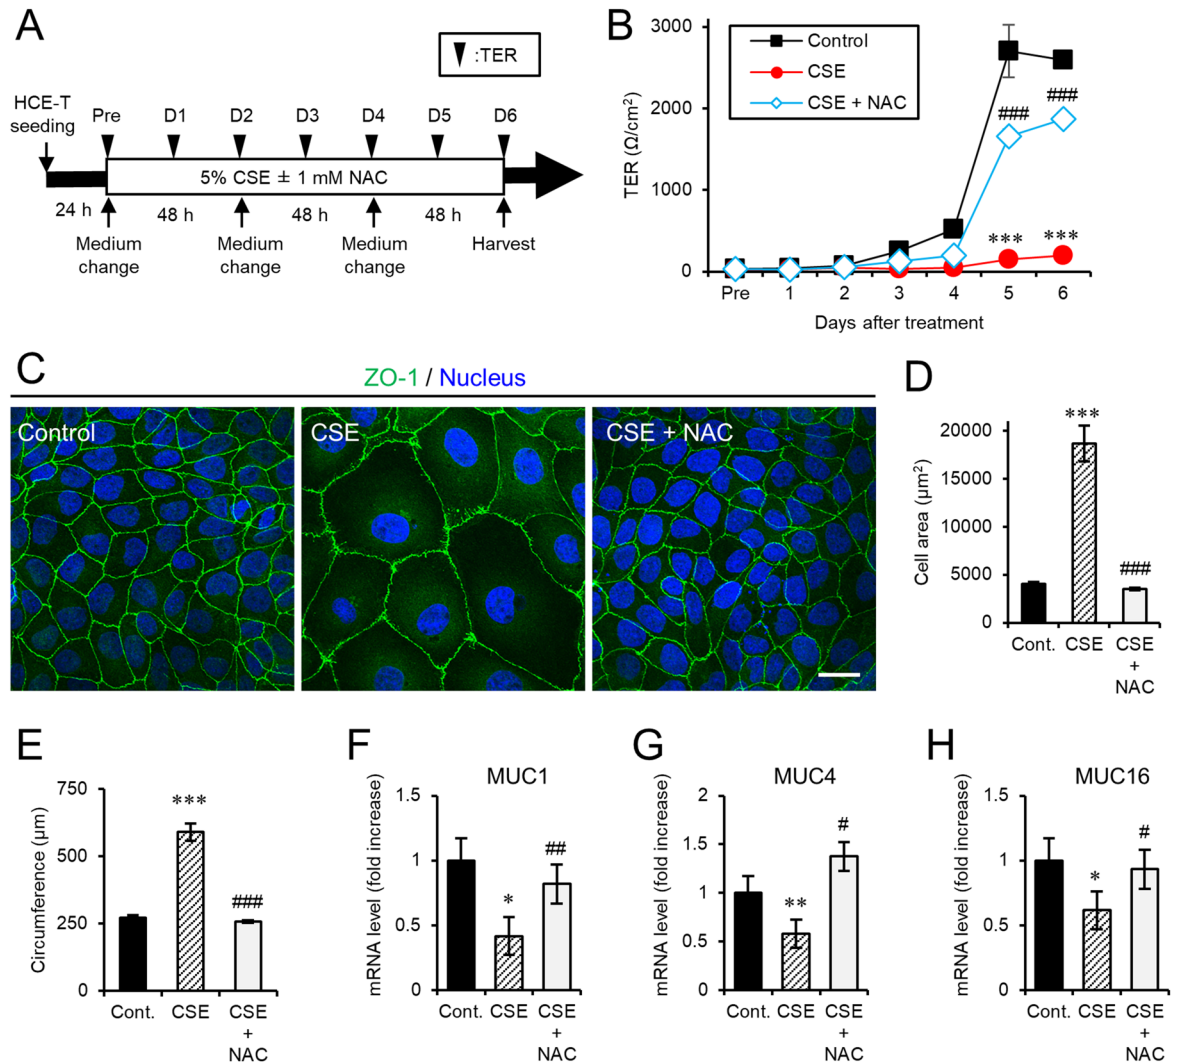 A
:TER
HCE-T
seeding
Pre D1 D2 D3 D4 D5 D6
5% CSE ± 1 mM NAC
24 h 48 h 48 h 48 h
Medium
change
Medium
change
Medium
change
Harvest
B
Control
CSE
CSE + NAC
TER (Ω/cm²)
3000
2000
1000
0
###
###
***
***
Pre 1 2 3 4 5 6
Days after treatment
C
ZO-1 / Nucleus
Control
CSE
CSE + NAC
D
Cell area (μm²)
20000
15000
10000
5000
0
***
###
Cont. CSE CSE
+
NAC
E
Circumference (μm)
750
500
250
0
***
###
Cont. CSE CSE
+
NAC
F
MUC1
mRNA level (fold increase)
1.5
1
0.5
0
*
##
Cont. CSE CSE
+
NAC
G
MUC4
mRNA level (fold increase)
2
1.5
1
0.5
0
**
#
Cont. CSE CSE
+
NAC
H
MUC16
mRNA level (fold increase)
1.5
1
0.5
0
*
#
Cont. CSE CSE
+
NAC